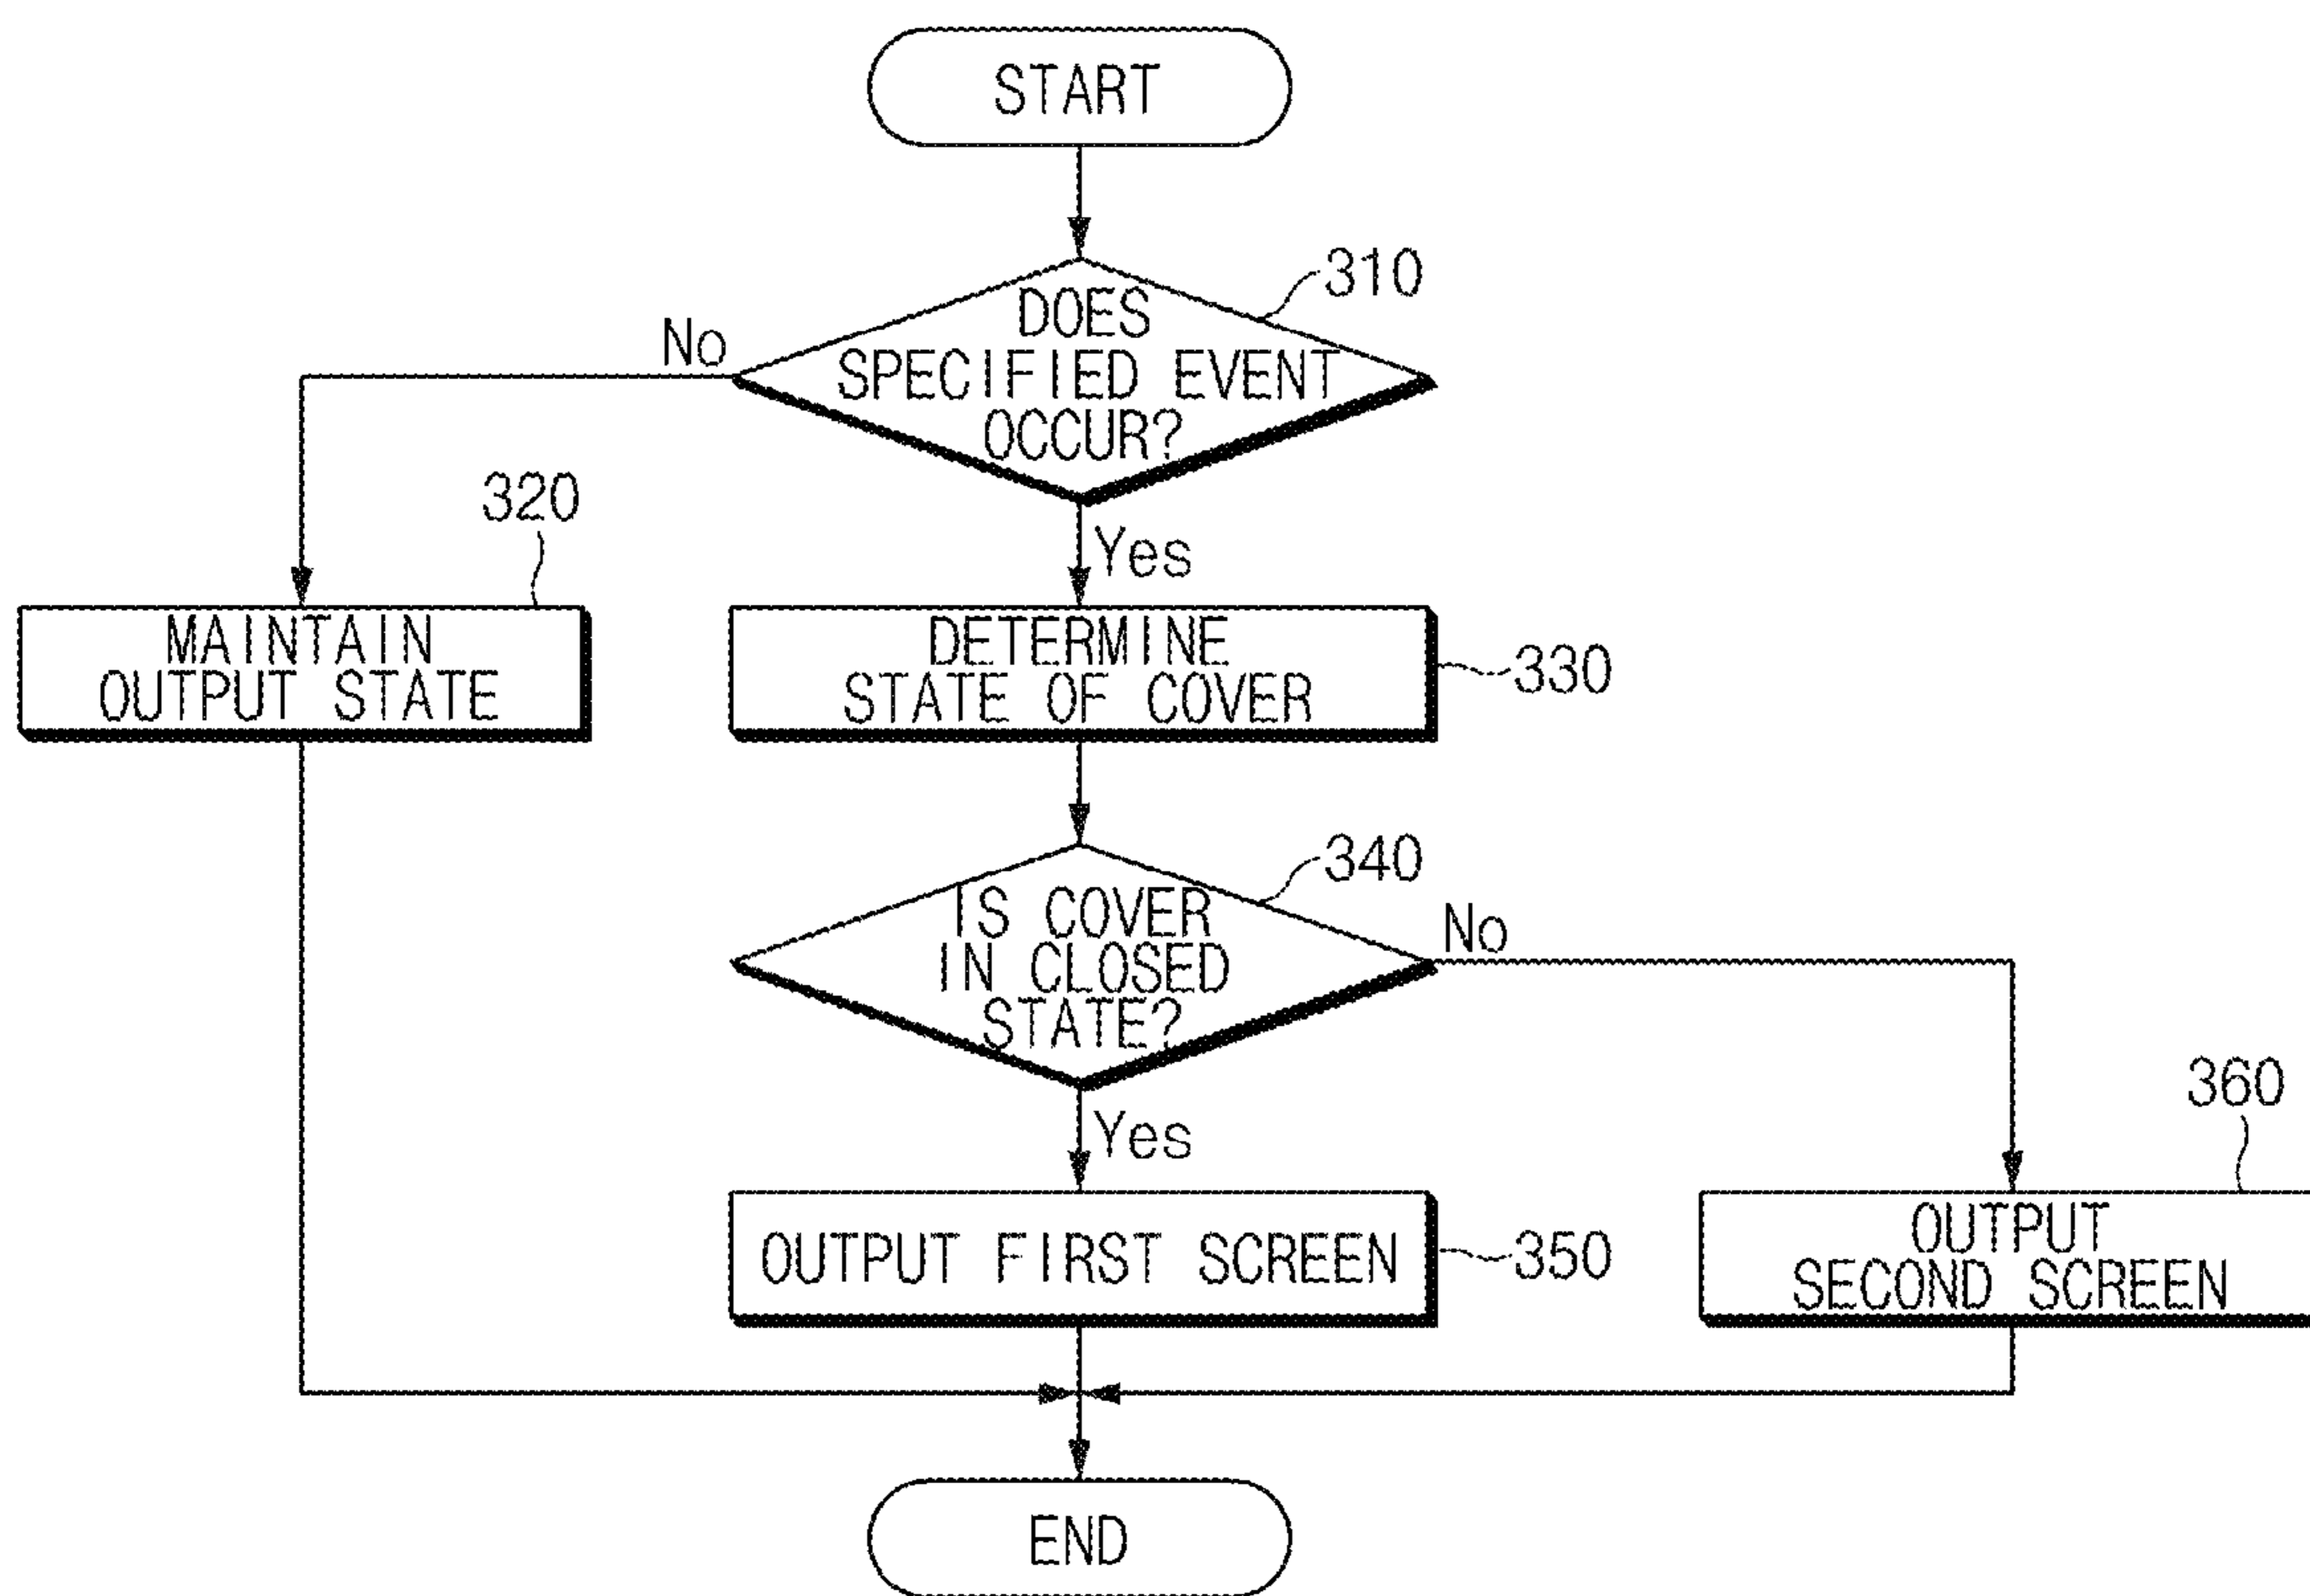 START
310
DOES
SPECIFIED EVENT
OCCUR?
No
320
Yes
MAINTAIN
OUTPUT STATE
DETERMINE
STATE OF COVER
330
340
IS COVER
IN CLOSED
STATE?
No
360
Yes
OUTPUT FIRST SCREEN
350
OUTPUT
SECOND SCREEN
END